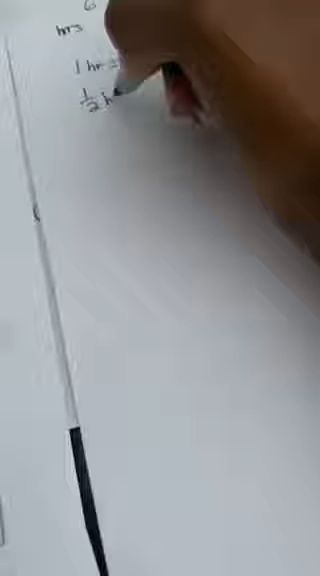 6
hrs
1 hr =
1/2 h